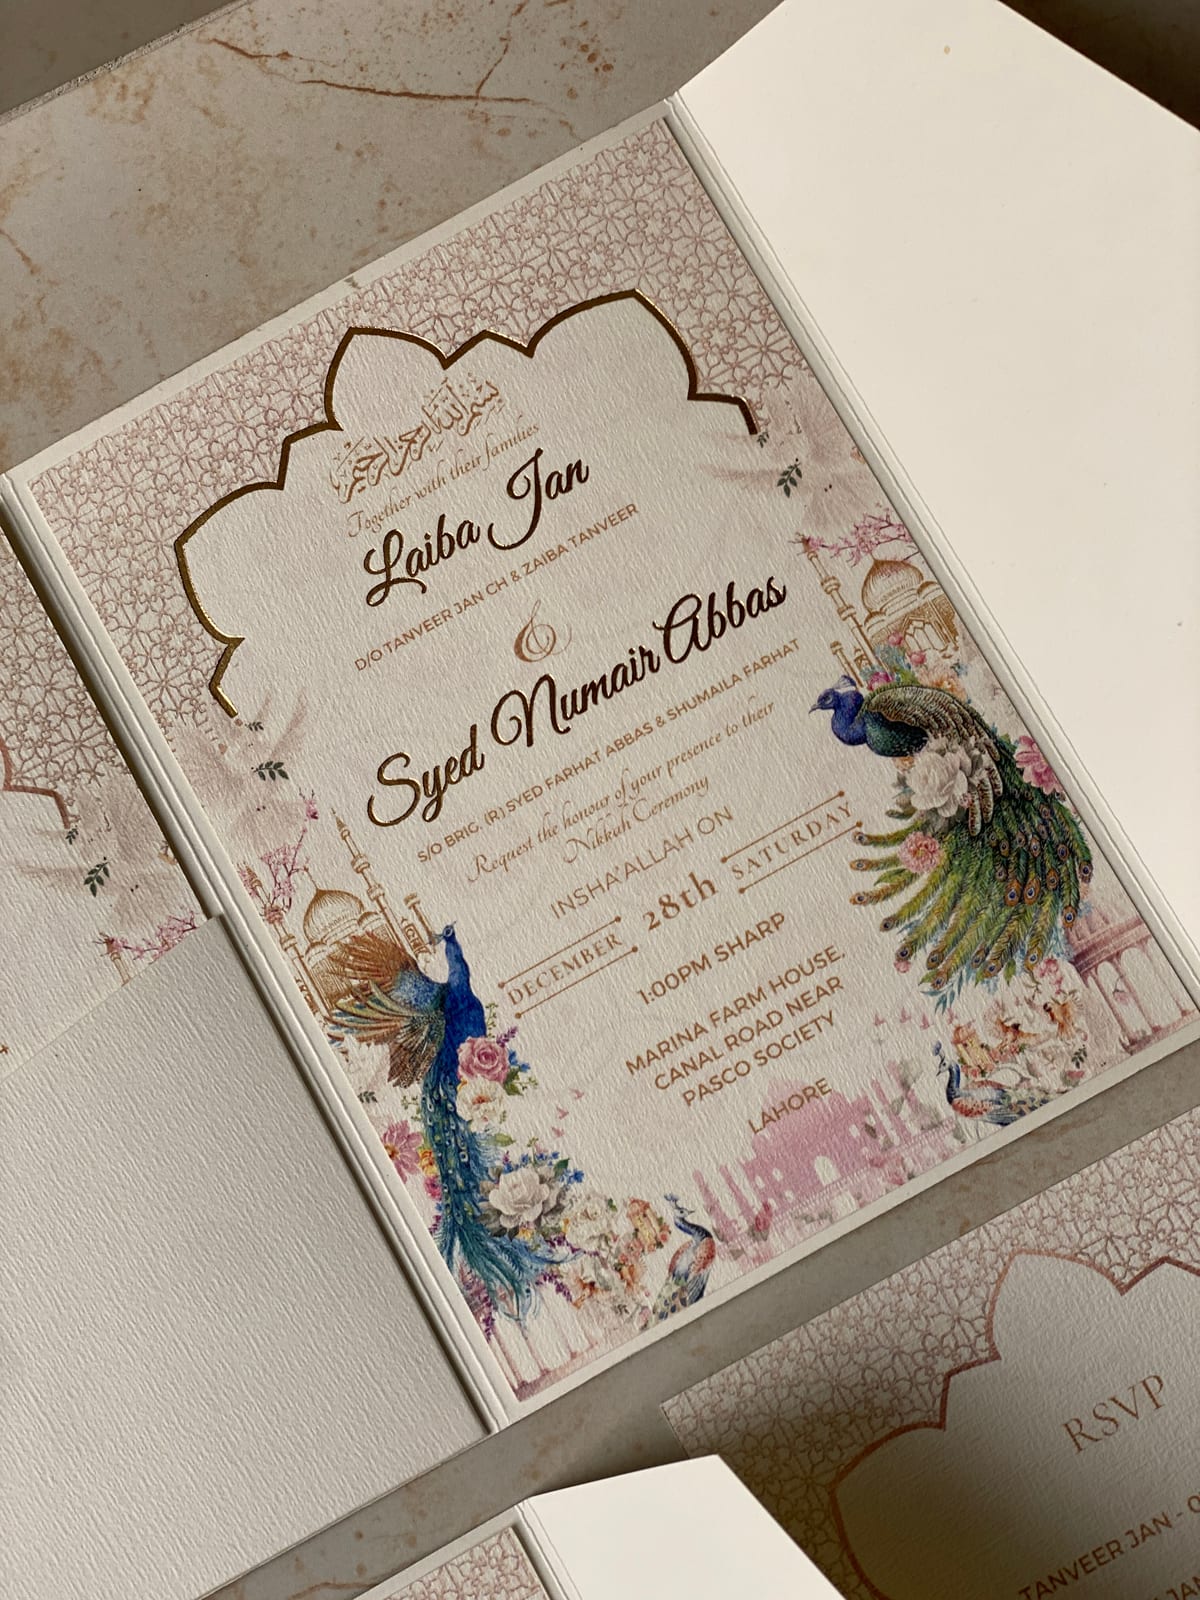 بسم الله الرحمن الرحيم
Together with their families
Laiba Jan
D/O TANVEER JAN CH & ZAIBA TANVEER
&
Syed Numair Abbas
S/O BRIG. (R) SYED FARHAT ABBAS & SHUMAILA FARHAT
Request the honour of your presence to their
Nikkah Ceremony
INSHA'ALLAH ON
DECEMBER 28th SATURDAY
1:00PM SHARP
MARINA FARM HOUSE,
CANAL ROAD NEAR
PASCO SOCIETY
LAHORE
RSVP
TANVEER JAN - 0
JAN